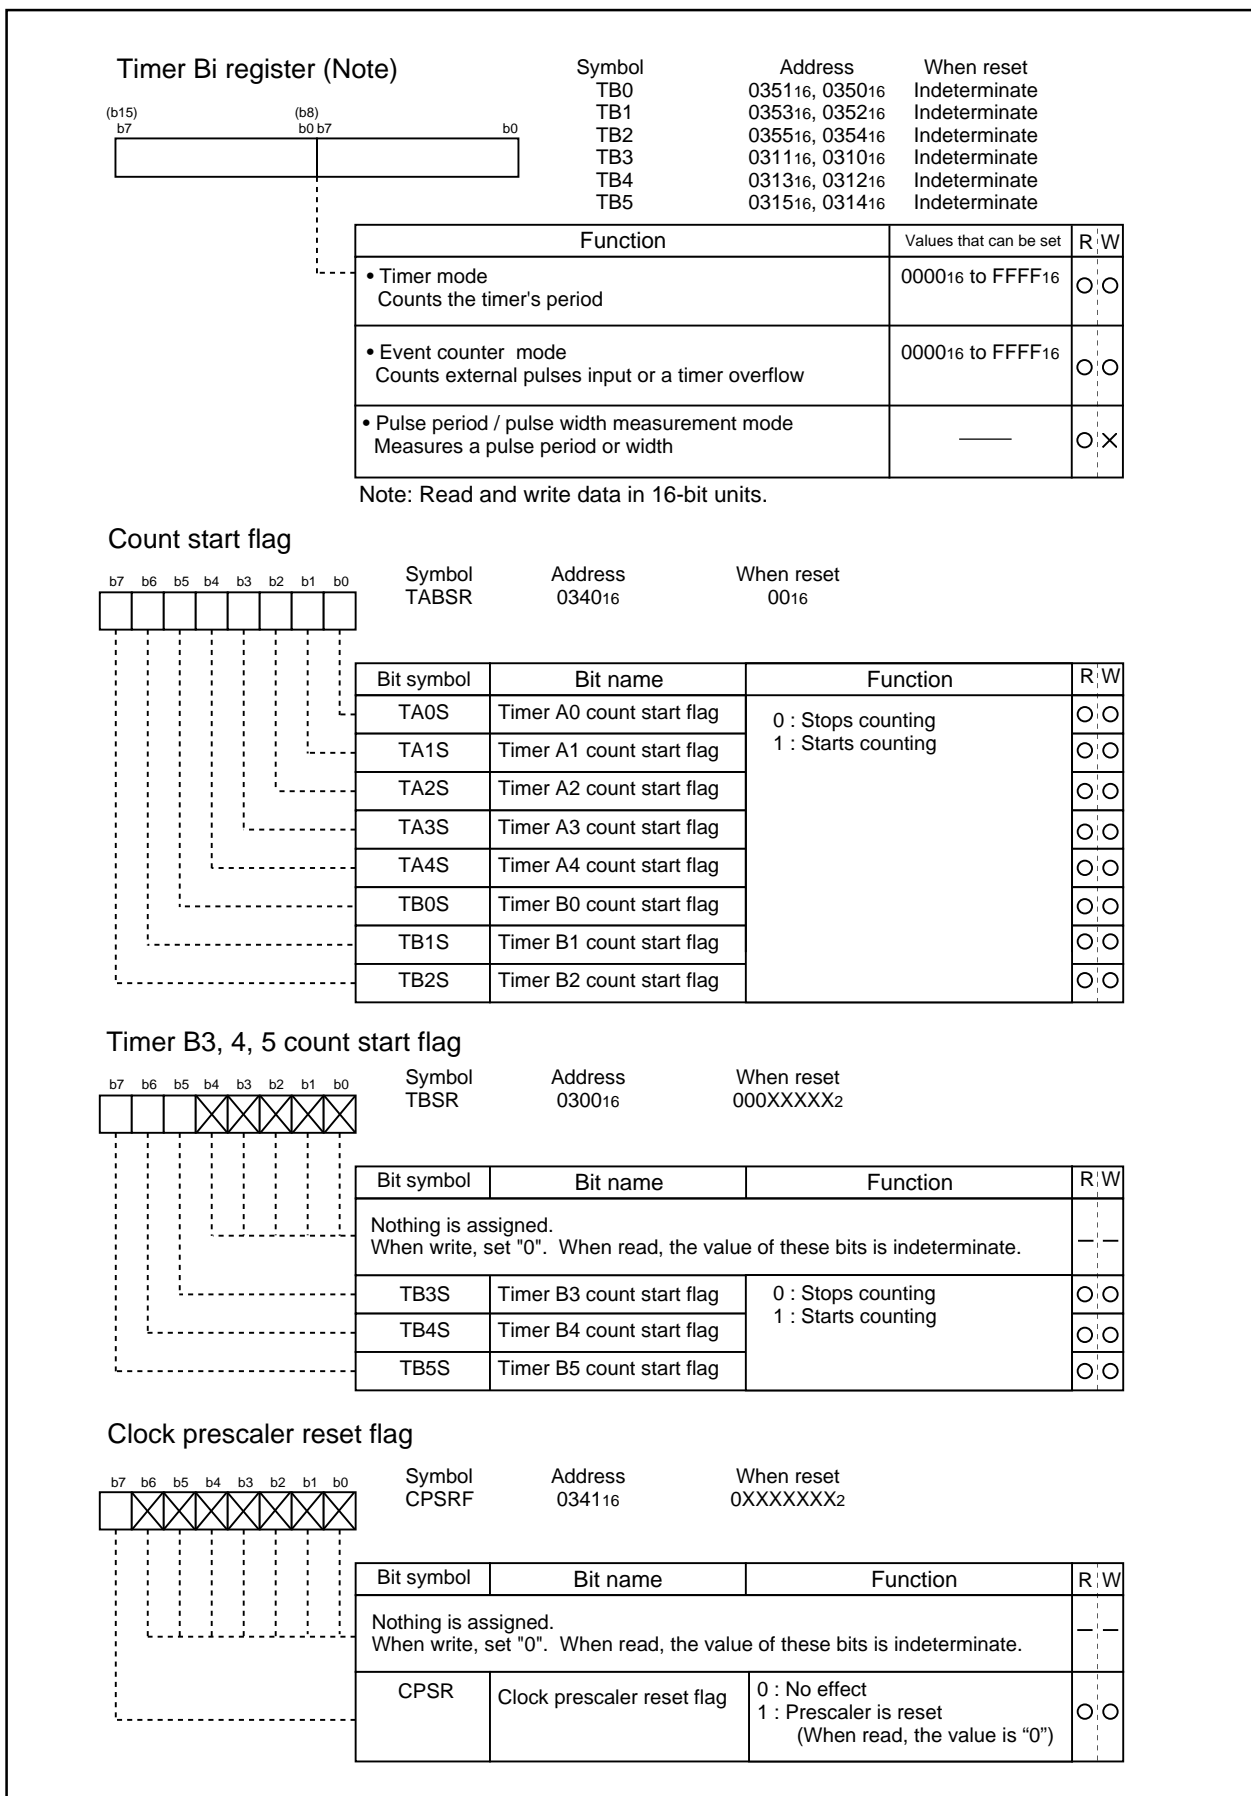 Timer Bi register (Note)
Symbol Address When reset
TB0 035116, 035016 Indeterminate
TB1 035316, 035216 Indeterminate
TB2 035516, 035416 Indeterminate
TB3 031116, 031016 Indeterminate
TB4 031316, 031216 Indeterminate
TB5 031516, 031416 Indeterminate
(b15) (b8)
b7 b0 b7 b0
Function Values that can be set R W
• Timer mode 000016 to FFFF16
Counts the timer's period
• Event counter mode 000016 to FFFF16
Counts external pulses input or a timer overflow
• Pulse period / pulse width measurement mode
Measures a pulse period or width
Note: Read and write data in 16-bit units.
Count start flag
Symbol Address When reset
TABSR 034016 0016
b7 b6 b5 b4 b3 b2 b1 b0
Bit symbol Bit name Function R W
TA0S Timer A0 count start flag 0 : Stops counting
TA1S Timer A1 count start flag 1 : Starts counting
TA2S Timer A2 count start flag
TA3S Timer A3 count start flag
TA4S Timer A4 count start flag
TB0S Timer B0 count start flag
TB1S Timer B1 count start flag
TB2S Timer B2 count start flag
Timer B3, 4, 5 count start flag
Symbol Address When reset
TBSR 030016 000XXXXX2
b7 b6 b5 b4 b3 b2 b1 b0
Bit symbol Bit name Function R W
Nothing is assigned.
When write, set "0". When read, the value of these bits is indeterminate.
TB3S Timer B3 count start flag 0 : Stops counting
TB4S Timer B4 count start flag 1 : Starts counting
TB5S Timer B5 count start flag
Clock prescaler reset flag
Symbol Address When reset
CPSRF 034116 0XXXXXXX2
b7 b6 b5 b4 b3 b2 b1 b0
Bit symbol Bit name Function R W
Nothing is assigned.
When write, set "0". When read, the value of these bits is indeterminate.
CPSR Clock prescaler reset flag 0 : No effect
1 : Prescaler is reset
(When read, the value is “0”)